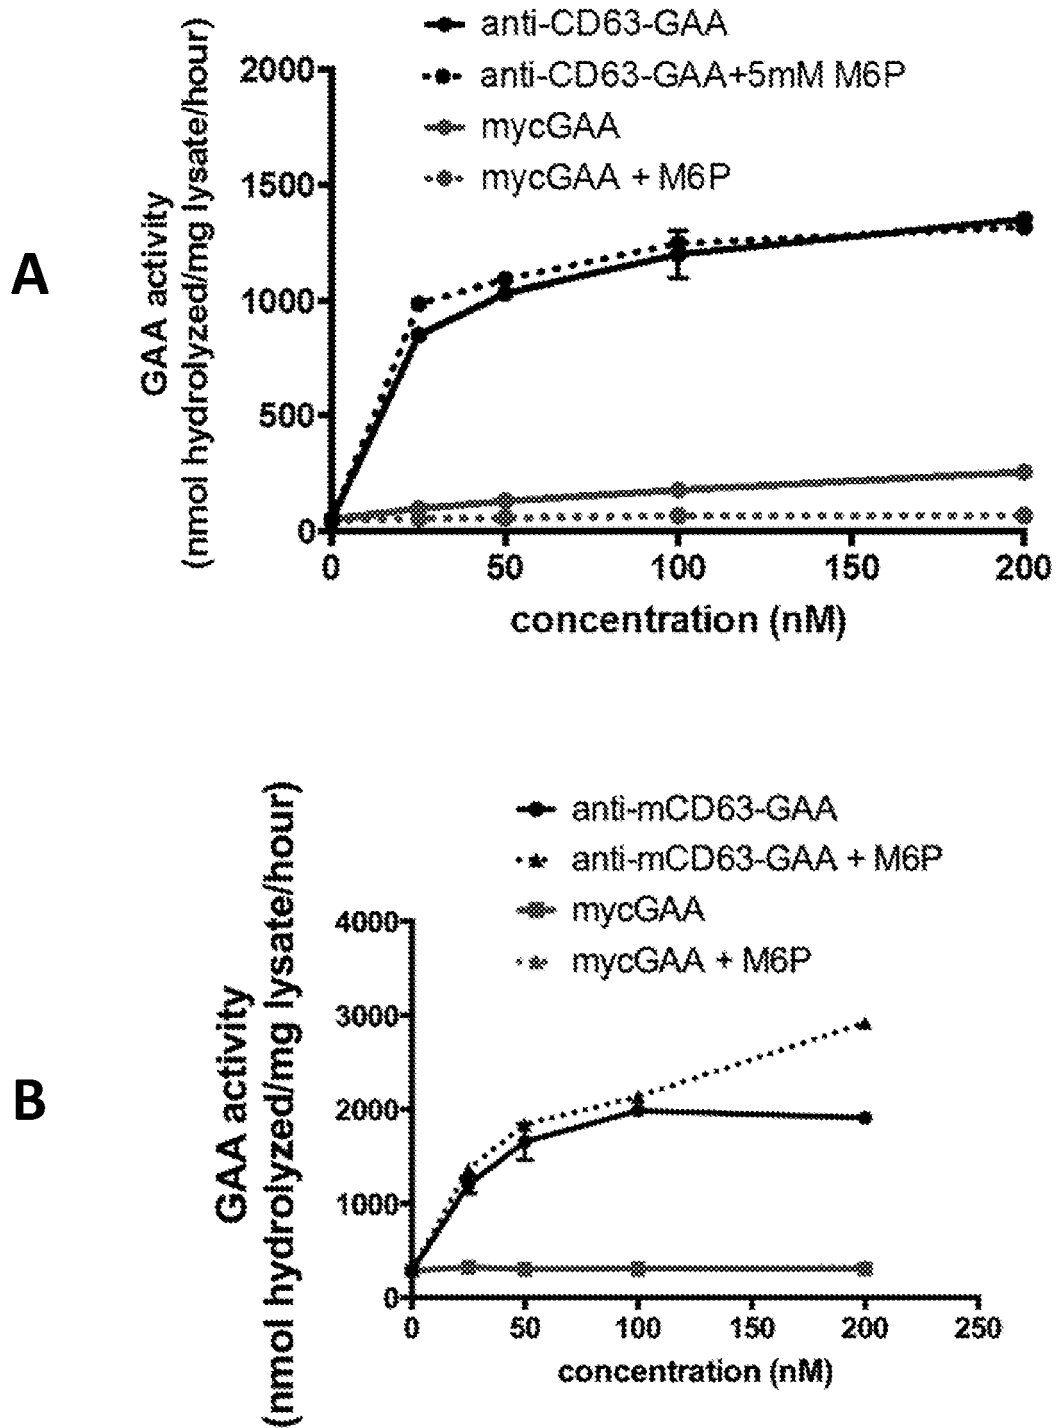 anti-CD63-GAA
anti-CD63-GAA+5mM M6P
mycGAA
mycGAA + M6P
A
GAA activity
(nmol hydrolyzed/mg lysate/hour)
2000
1500
1000
500
0
0 50 100 150 200
concentration (nM)
anti-mCD63-GAA
anti-mCD63-GAA + M6P
mycGAA
mycGAA + M6P
B
GAA activity
(nmol hydrolyzed/mg lysate/hour)
4000
3000
2000
1000
0
0 50 100 150 200 250
concentration (nM)